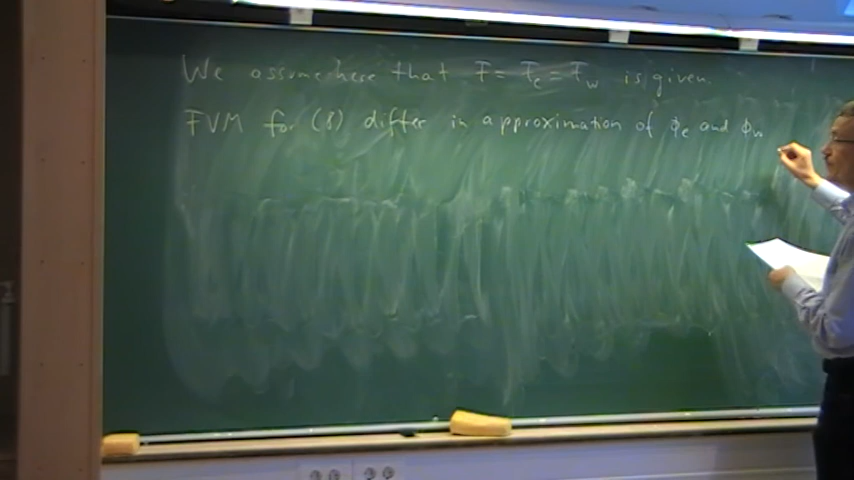 We assume here that F = F_e = F_w is given.
FVM for (8) differ in approximation of ϕ_e and ϕ_w